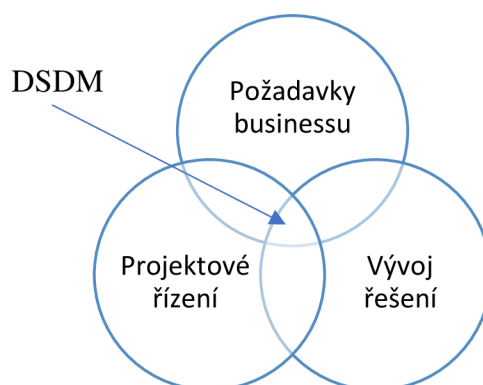 DSDM
Požadavky
businessu
Projektové
řízení
Vývoj
řešení